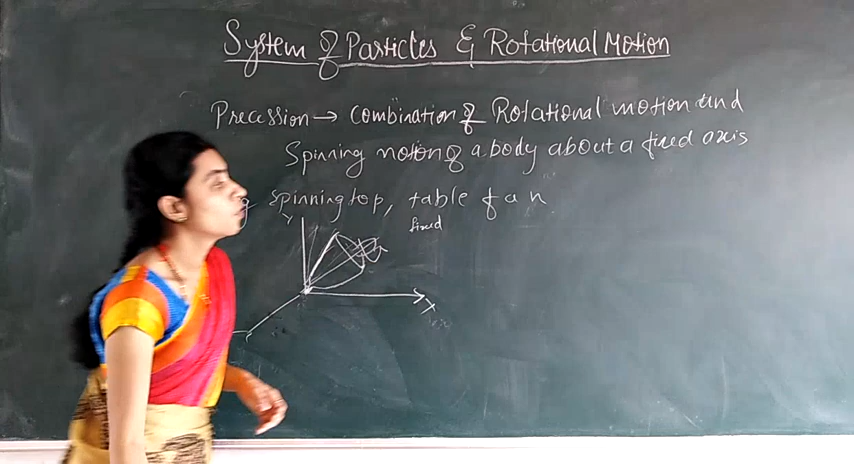 System of Particles & Rotational Motion
Precession → Combination of Rotational motion and
Spinning motion of a body about a fixed axis
spinning top, table fan
fixed
Y
X